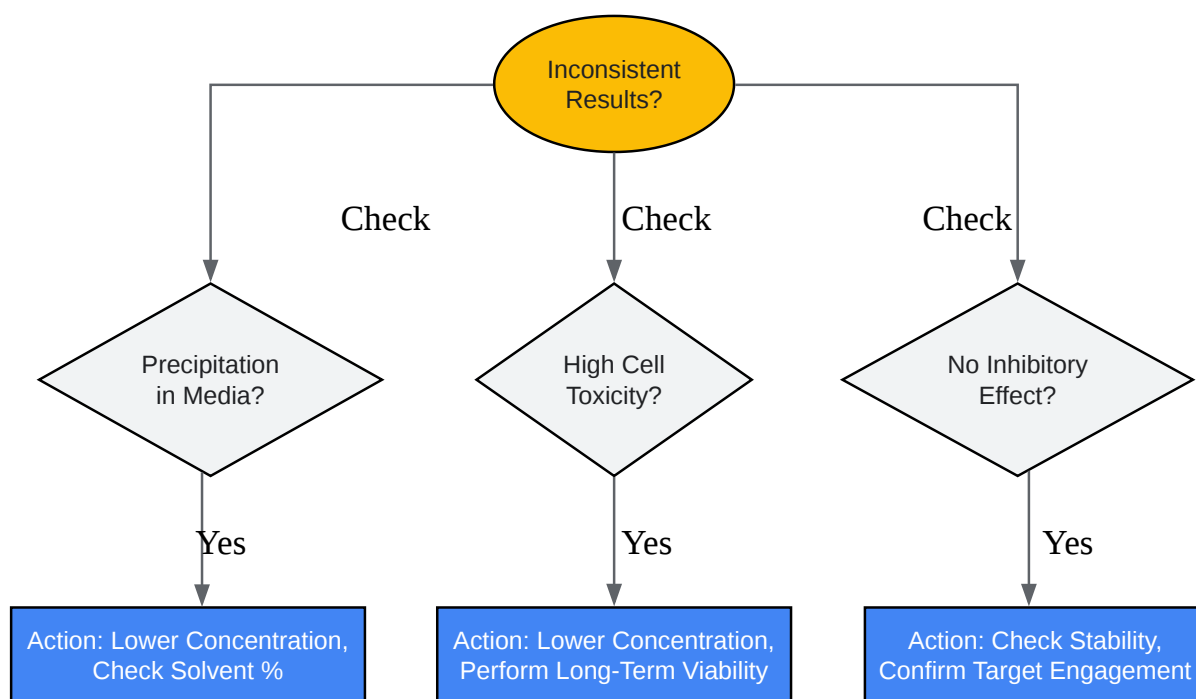 Inconsistent
Results?
Check
Check
Check
Precipitation
in Media?
High Cell
Toxicity?
No Inhibitory
Effect?
Yes
Yes
Yes
Action: Lower Concentration,
Check Solvent %
Action: Lower Concentration,
Perform Long-Term Viability
Action: Check Stability,
Confirm Target Engagement